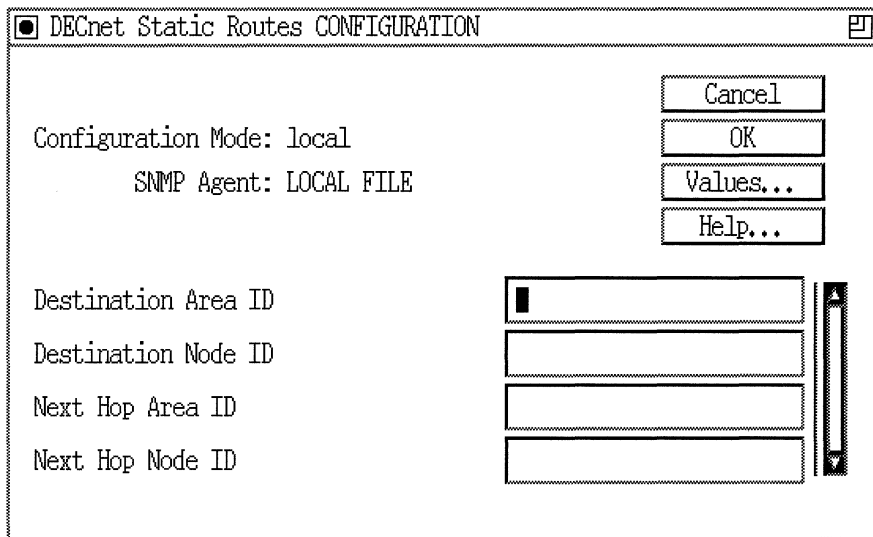 DECnet Static Routes CONFIGURATION
Cancel
Configuration Mode: local
OK
SNMP Agent: LOCAL FILE
Values...
Help...
Destination Area ID
Destination Node ID
Next Hop Area ID
Next Hop Node ID